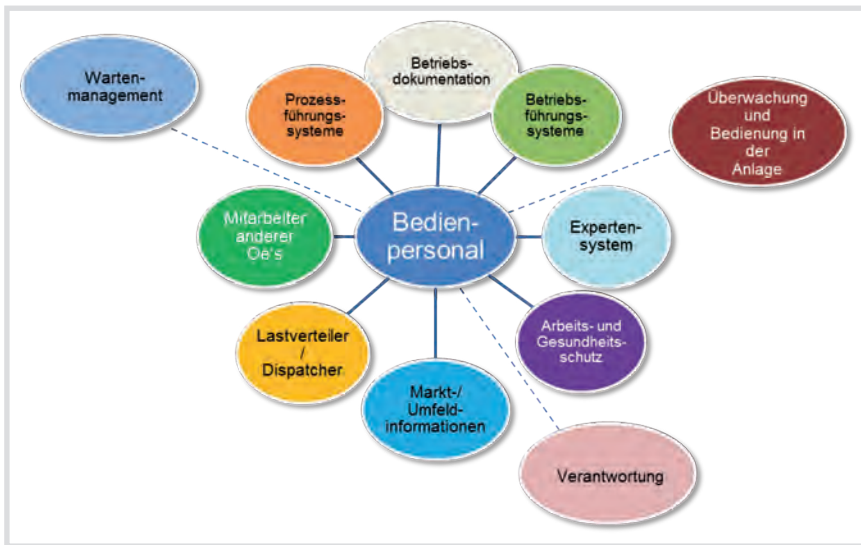 Warten-
management
Prozess-
führungs-
systeme
Betriebs-
dokumentation
Betriebs-
führungs-
systeme
Überwachung
und
Bedienung in
der
Anlage
Mitarbeiter
anderer
Oe's
Bedien-
personal
Experten-
system
Lastverteiler
/
Dispatcher
Markt-/
Umfeld-
informationen
Arbeits- und
Gesundheits-
schutz
Verantwortung